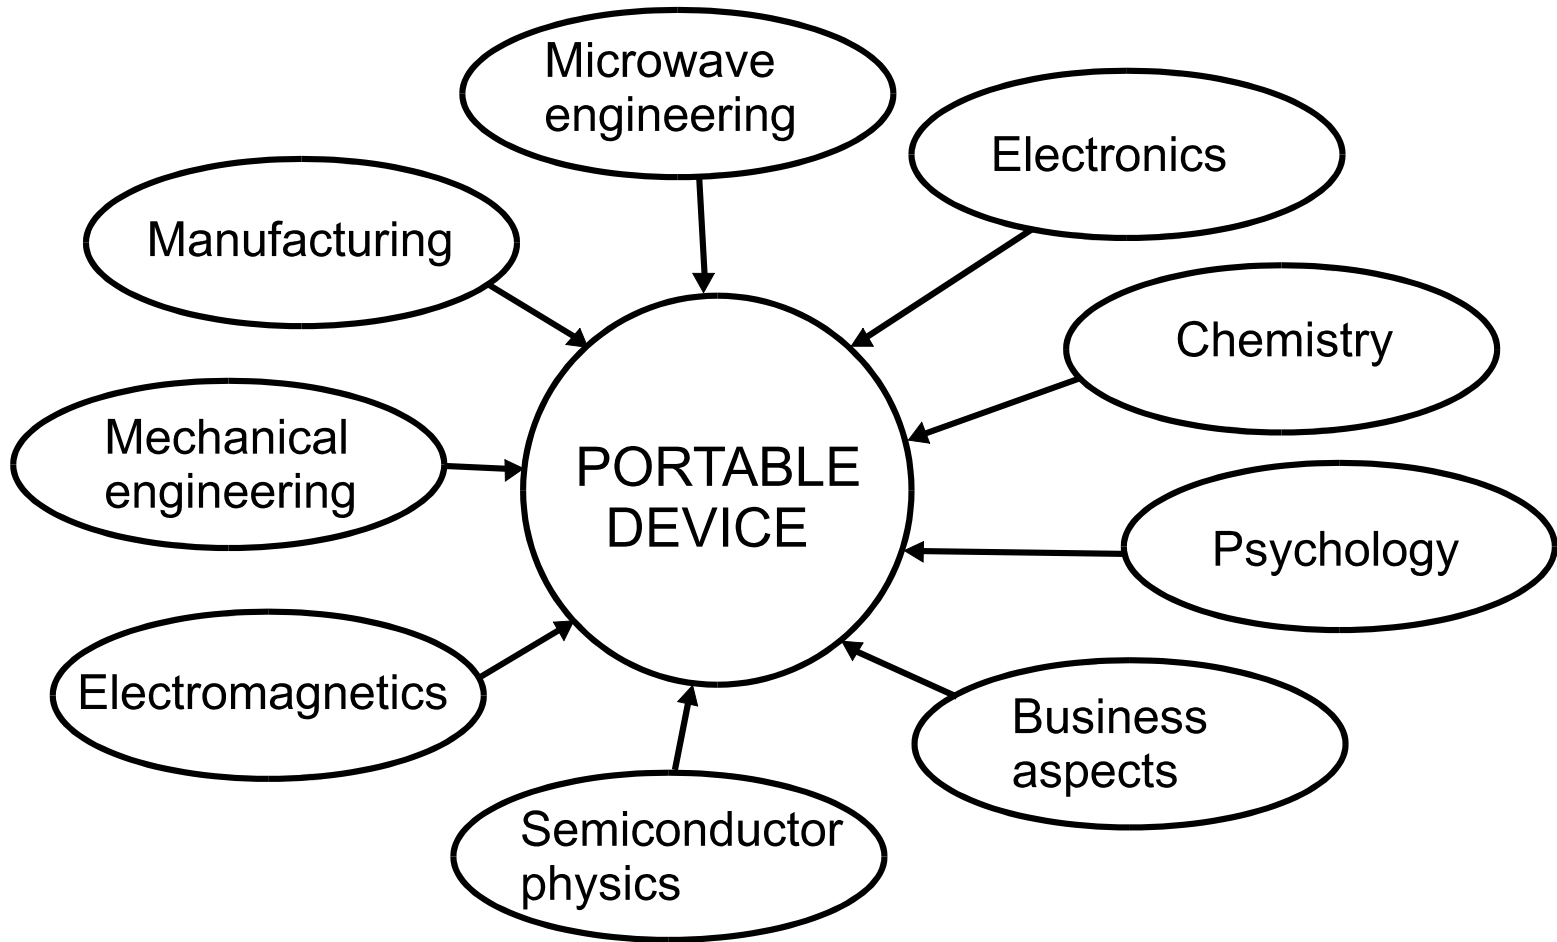 Microwave
engineering
Electronics
Manufacturing
Chemistry
Mechanical
engineering
PORTABLE
DEVICE
Psychology
Electromagnetics
Business
aspects
Semiconductor
physics